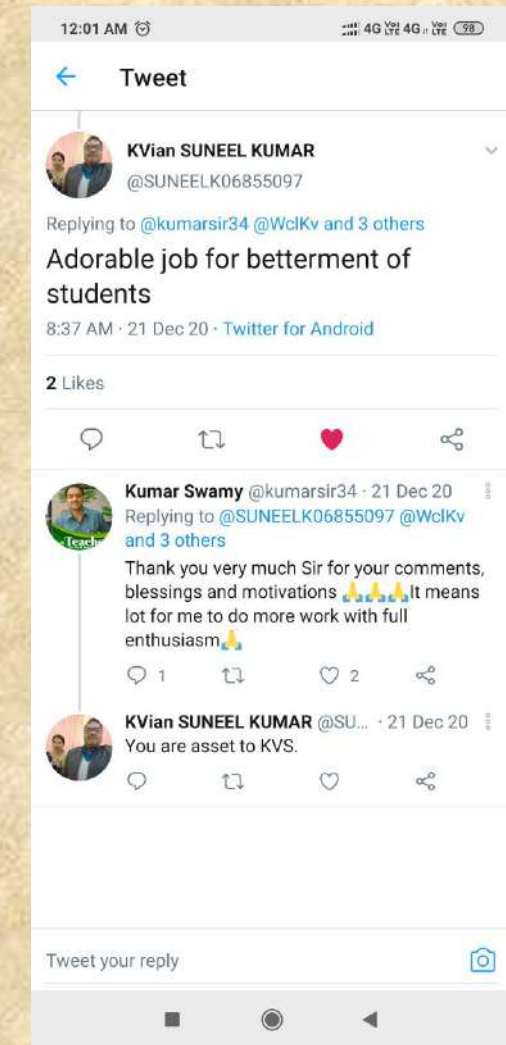 12:01 AM 4G 4G 98
Tweet
KVian SUNEEL KUMAR
@SUNEELK06855097
Replying to @kumarsir34 @WclKv and 3 others
Adorable job for betterment of
students
8:37 AM · 21 Dec 20 · Twitter for Android
2 Likes
Kumar Swamy @kumarsir34 · 21 Dec 20
Replying to @SUNEELK06855097 @WclKv
and 3 others
Thank you very much Sir for your comments,
blessings and motivations 🙏🙏🙏It means
lot for me to do more work with full
enthusiasm🙏
1 2
KVian SUNEEL KUMAR @SU... · 21 Dec 20
You are asset to KVS.
Tweet your reply